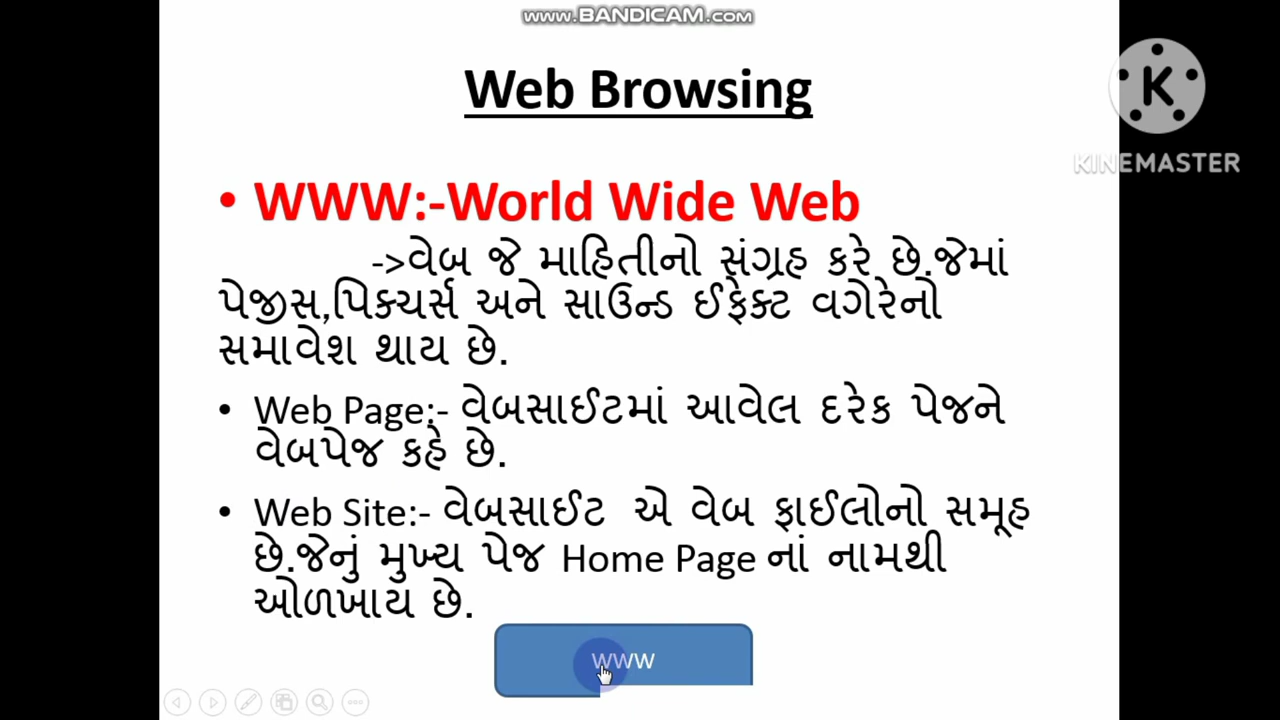 www.BANDICAM.com
Web Browsing
KINEMASTER
• WWW:-World Wide Web
->વેબ જે માહિતીનો સંગ્રહ કરે છે.જેમાં
પેજીસ,પિક્ચર્સ અને સાઉન્ડ ઈફેક્ટ વગેરેનો
સમાવેશ થાય છે.
• Web Page:- વેબસાઈટમાં આવેલ દરેક પેજને
વેબપેજ કહે છે.
• Web Site:- વેબસાઈટ એ વેબ ફાઈલોનો સમૂહ
છે.જેનું મુખ્ય પેજ Home Page નાં નામથી
ઓળખાય છે.
WWW